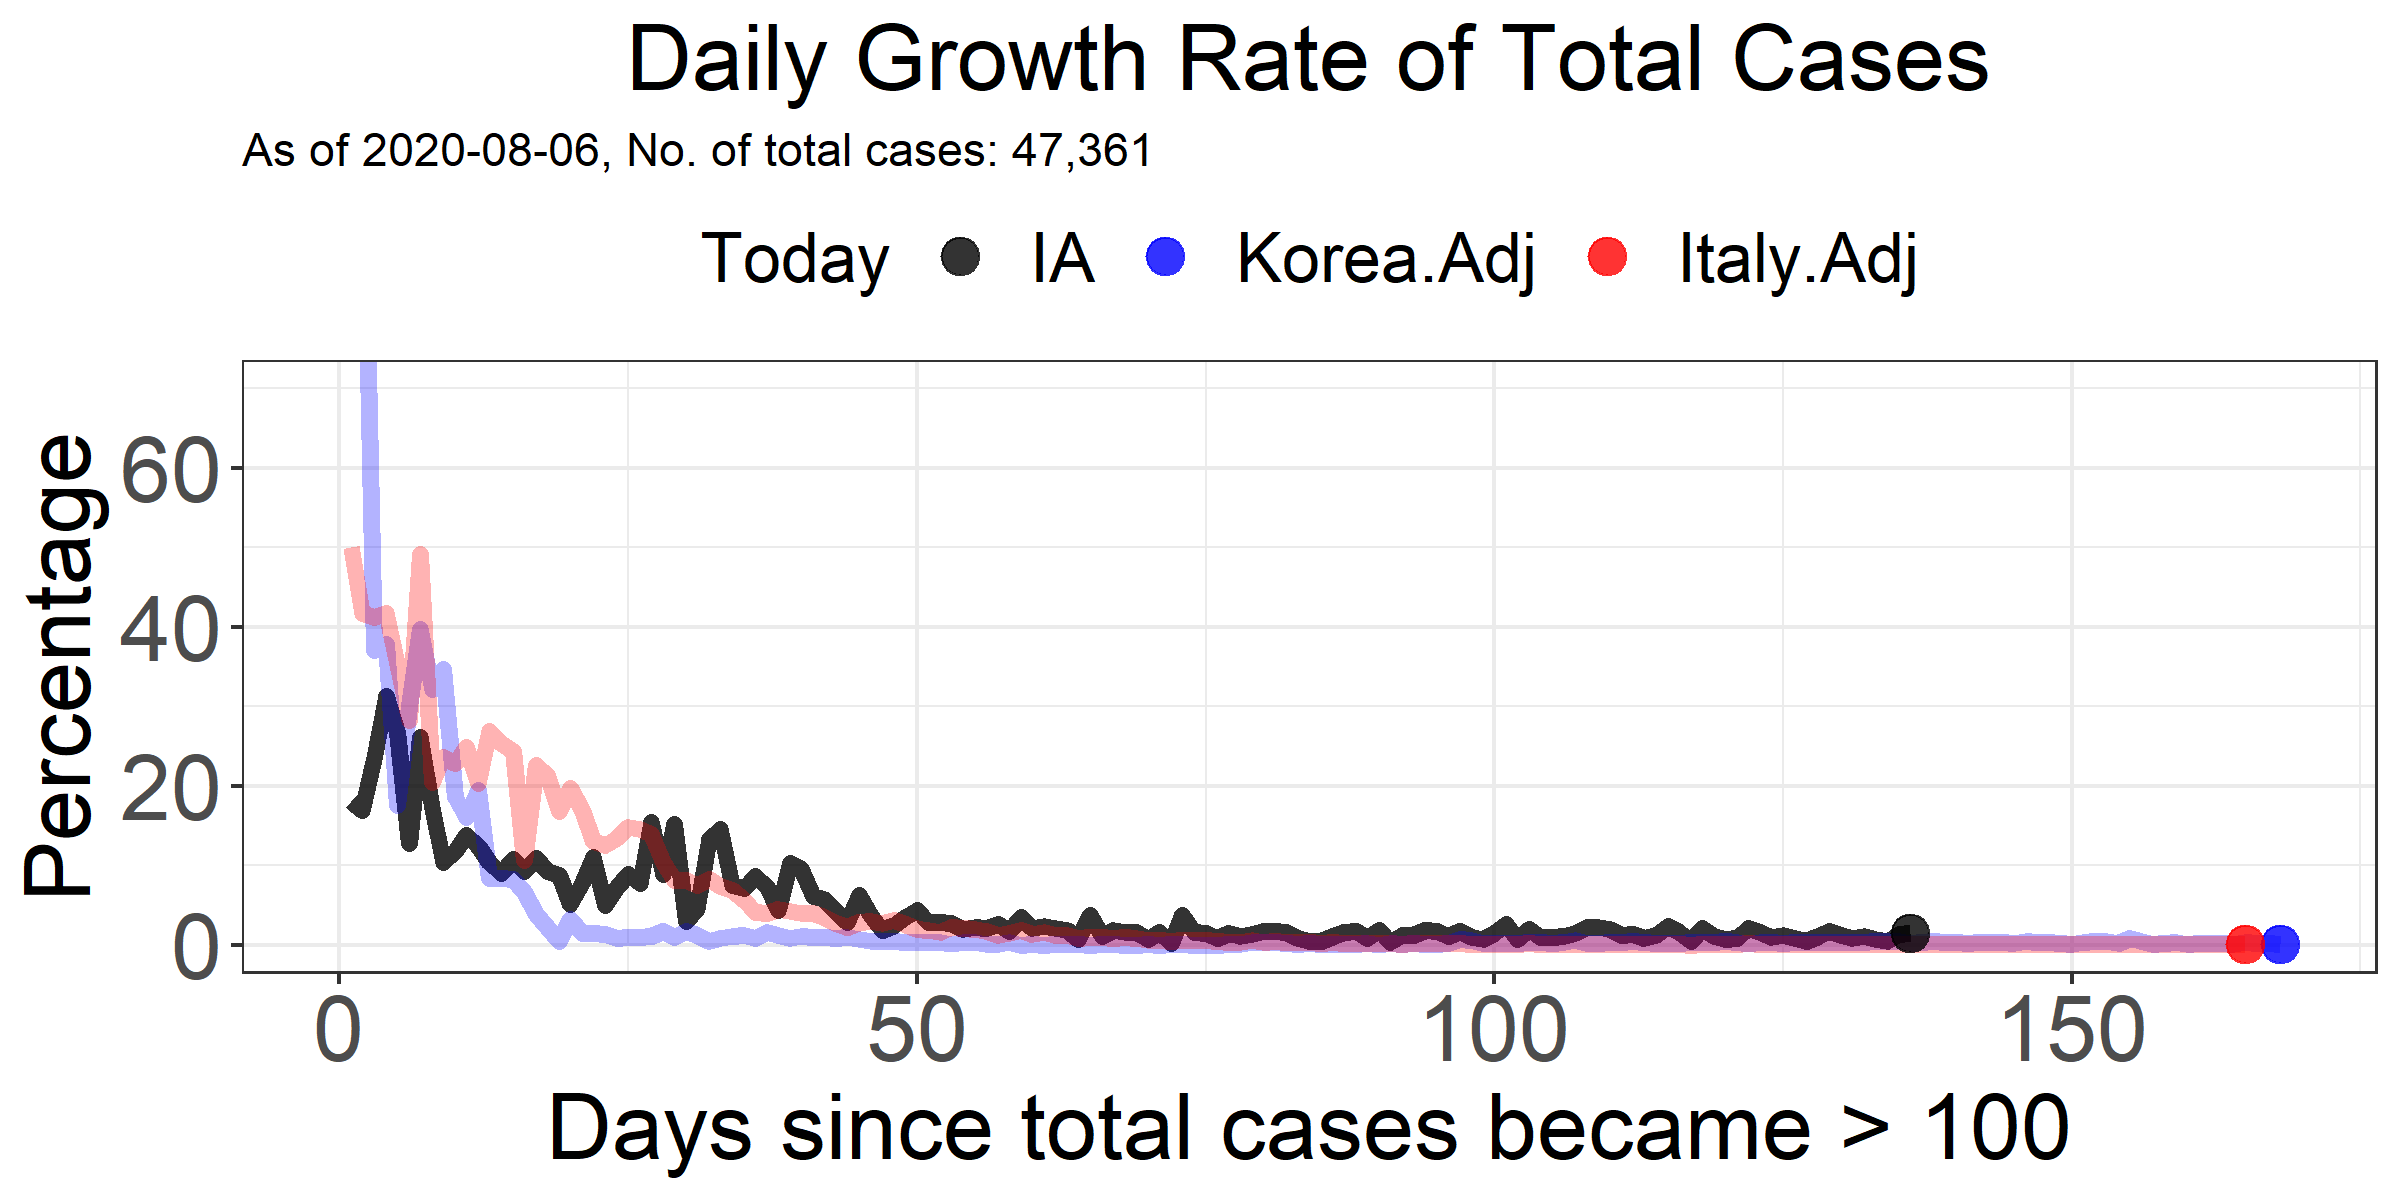 Daily Growth Rate of Total Cases
As of 2020-08-06, No. of total cases: 47,361
Today IA Korea.Adj Italy.Adj
Percentage
60
40
20
0
0 50 100 150
Days since total cases became > 100